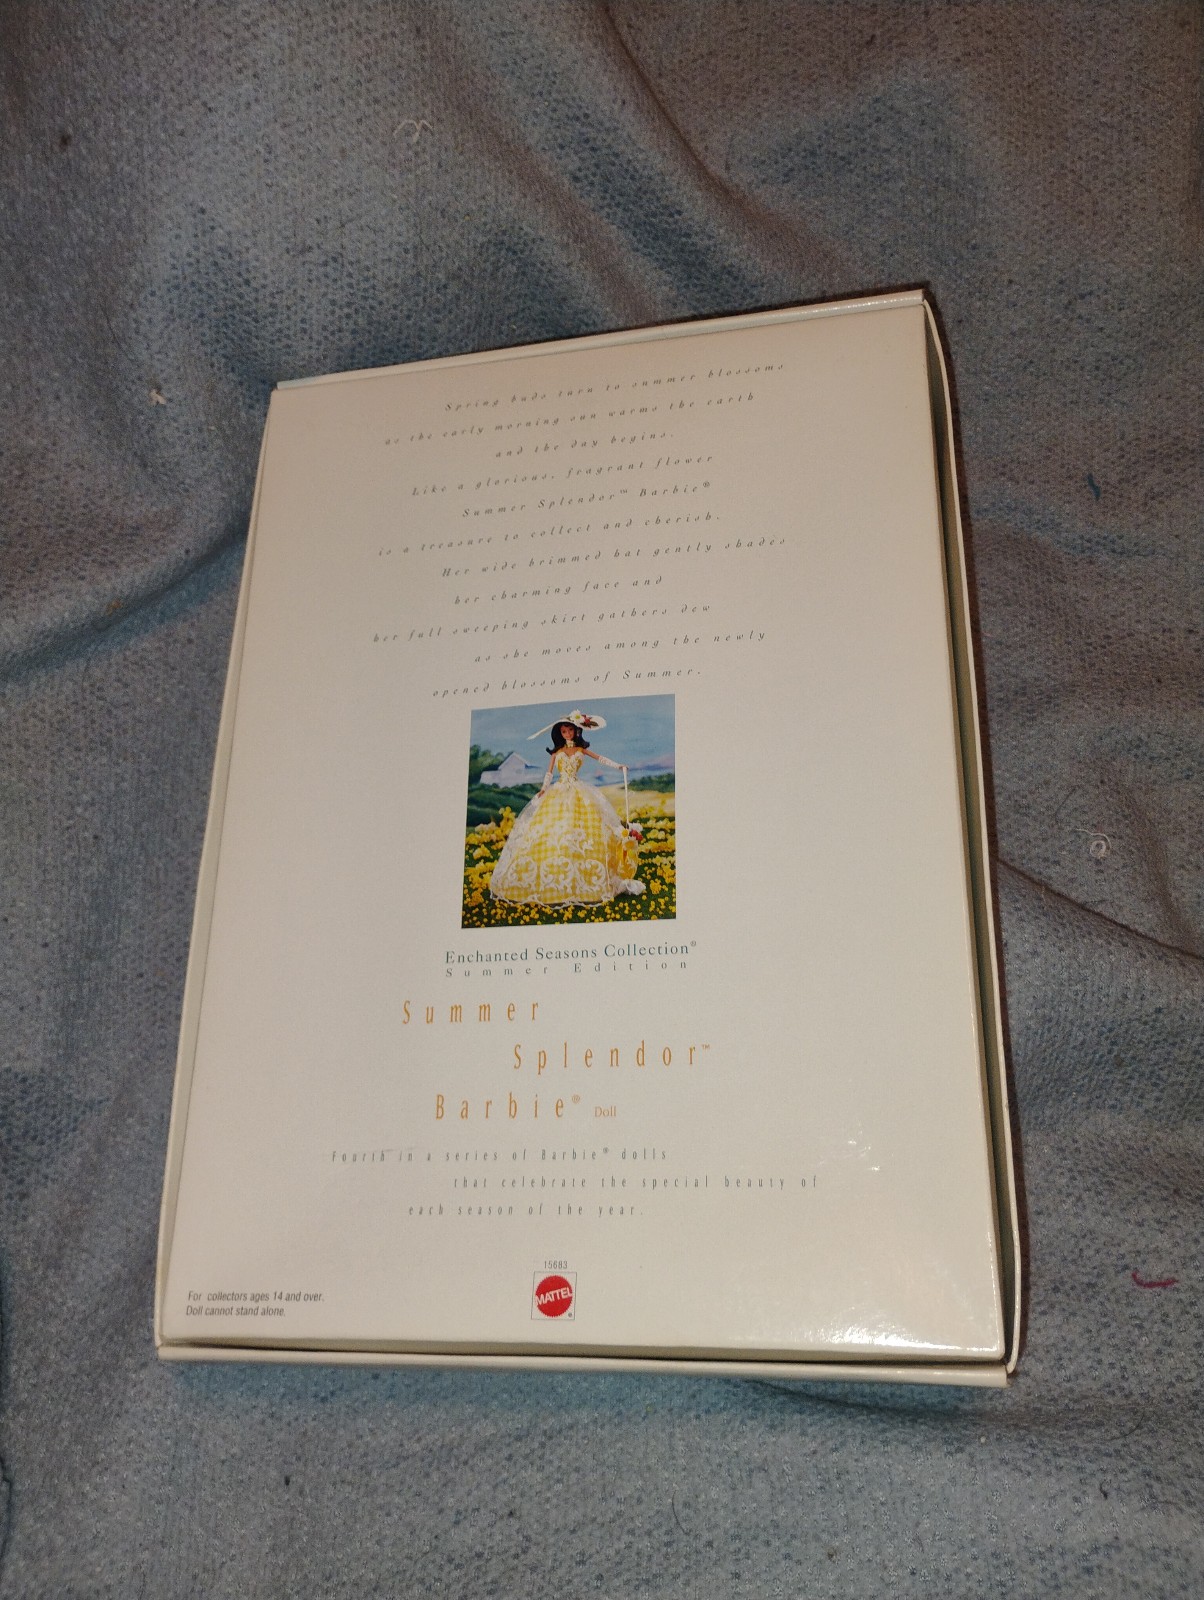 Spring buds turn to summer blossoms
as the early morning sun warms the earth
and the day begins.
Like a glorious, fragrant flower
Summer Splendor™ Barbie®
is a treasure to collect and cherish.
Her wide brimmed hat gently shades
her charming face and
her full sweeping skirt gathers dew
as she moves among the newly
opened blossoms of Summer.
Enchanted Seasons Collection®
Summer Edition
Summer
Splendor™
Barbie® Doll
Fourth in a series of Barbie® dolls
that celebrate the special beauty of
each season of the year.
15683
MATTEL
®
For collectors ages 14 and over.
Doll cannot stand alone.